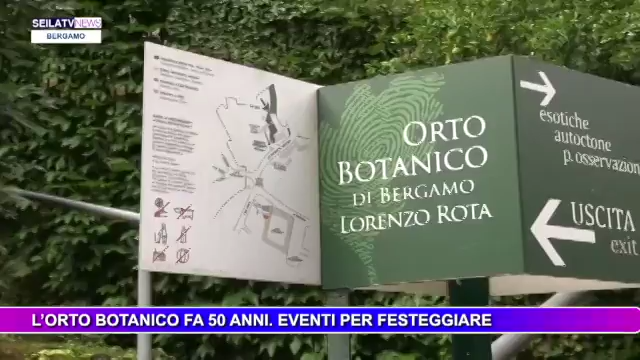 SEILATV NEWS
BERGAMO
ORTO
BOTANICO
DI BERGAMO
LORENZO ROTA
esotiche
autoctone
p. osservazion
USCITA
exit
L'ORTO BOTANICO FA 50 ANNI. EVENTI PER FESTEGGIARE